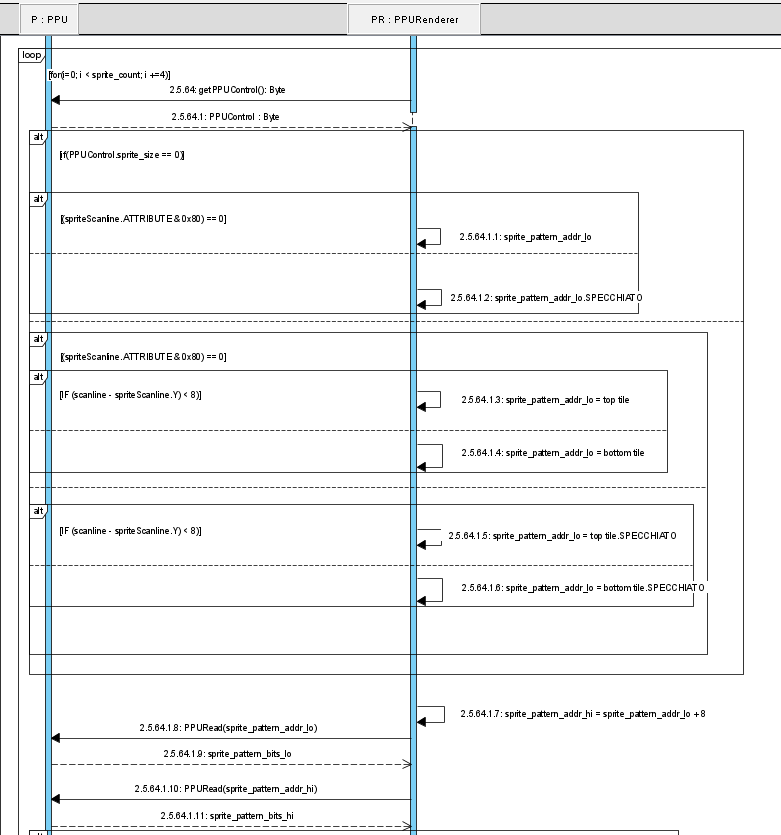 P : PPU
PR : PPURenderer
loop
[for(i=0; i < sprite_count; i +=4)]
2.5.64: getPPUControl(): Byte
2.5.64.1: PPUControl : Byte
alt
[if(PPUControl.sprite_size == 0)]
alt
[(spriteScanline.ATTRIBUTE & 0x80) == 0]
2.5.64.1.1: sprite_pattern_addr_lo
2.5.64.1.2: sprite_pattern_addr_lo.SPECCHIATO
alt
[(spriteScanline.ATTRIBUTE & 0x80) == 0]
alt
[IF (scanline - spriteScanline.Y) < 8)]
2.5.64.1.3: sprite_pattern_addr_lo = top tile
2.5.64.1.4: sprite_pattern_addr_lo = bottom tile
alt
[IF (scanline - spriteScanline.Y) < 8)]
2.5.64.1.5: sprite_pattern_addr_lo = top tile.SPECCHIATO
2.5.64.1.6: sprite_pattern_addr_lo = bottom tile.SPECCHIATO
2.5.64.1.7: sprite_pattern_addr_hi = sprite_pattern_addr_lo + 8
2.5.64.1.8: PPURead(sprite_pattern_addr_lo)
2.5.64.1.9: sprite_pattern_bits_lo
2.5.64.1.10: PPURead(sprite_pattern_addr_hi)
2.5.64.1.11: sprite_pattern_bits_hi